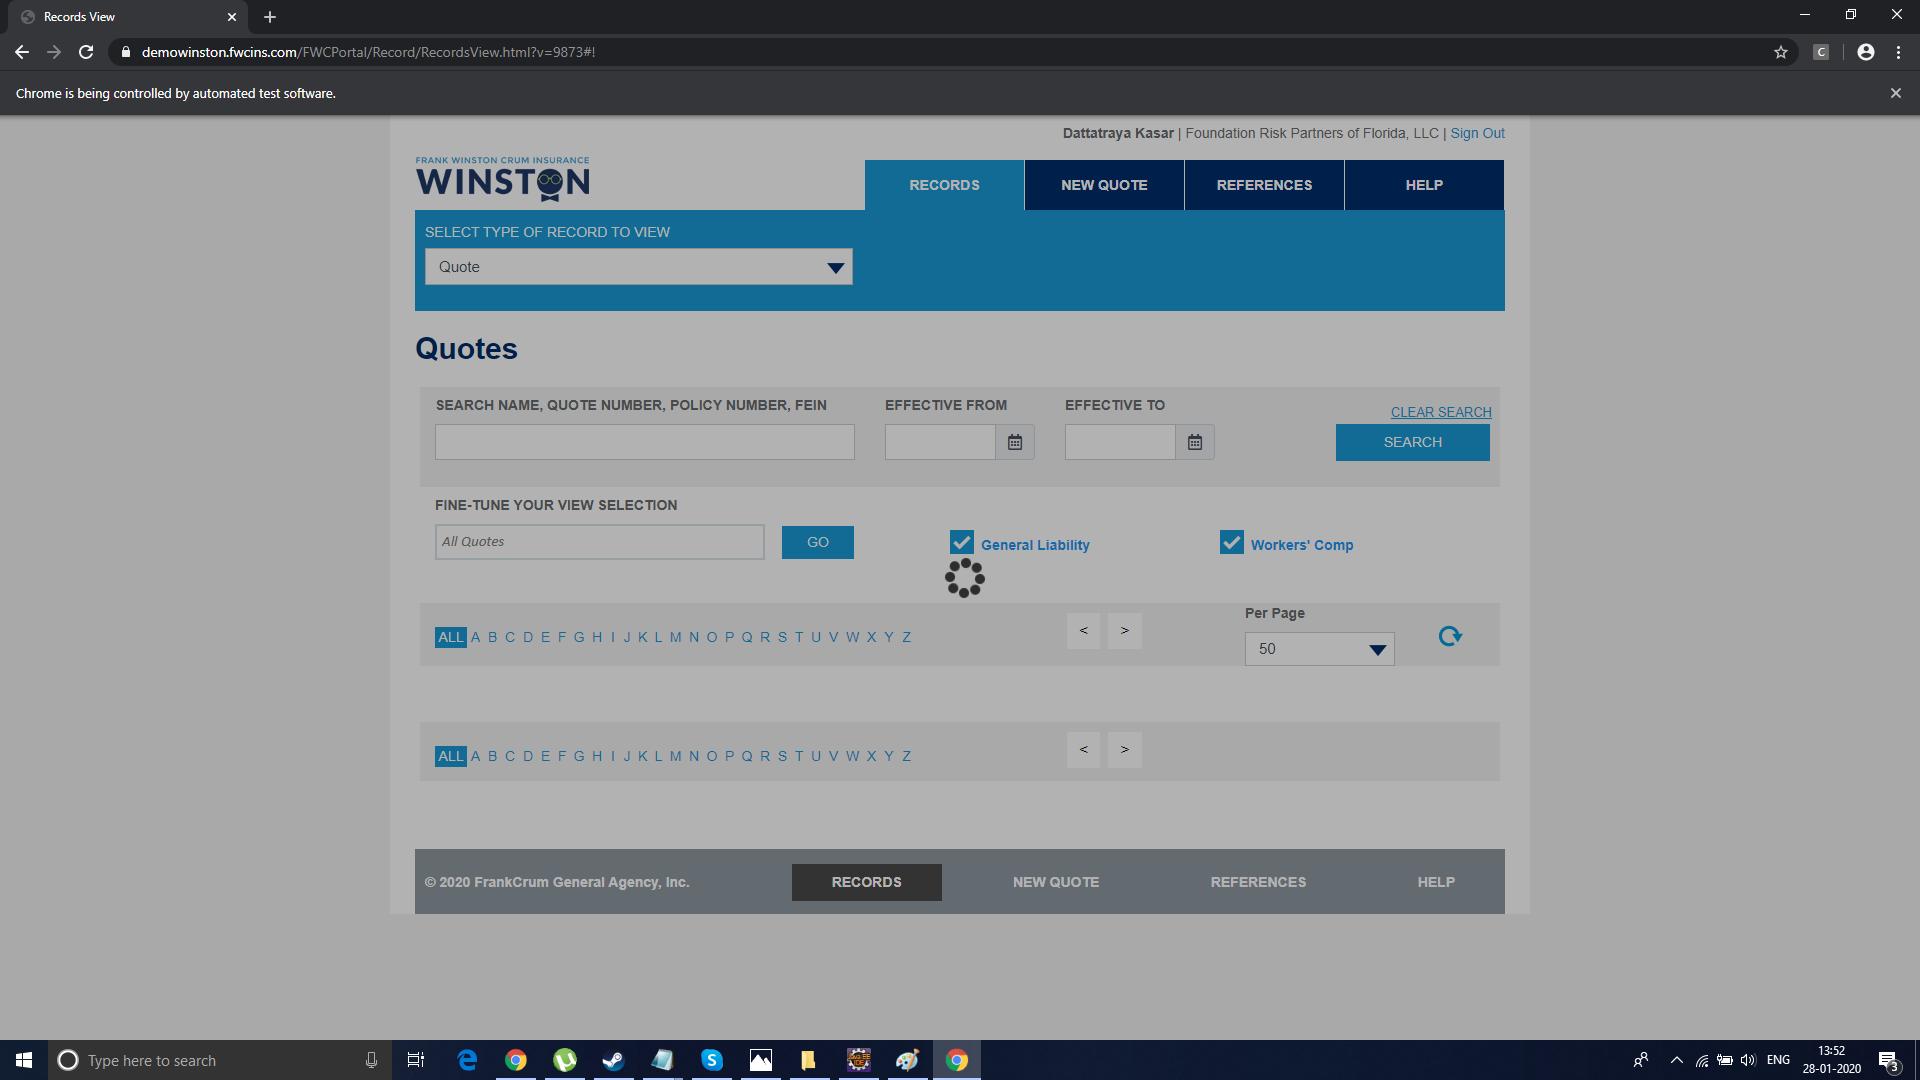 Records View
demowinston.fwcins.com/FWCPortal/Record/RecordsView.html?v=9873#!
C
Chrome is being controlled by automated test software.
Dattatraya Kasar | Foundation Risk Partners of Florida, LLC | Sign Out
FRANK WINSTON CRUM INSURANCE
WINSTON
RECORDS NEW QUOTE REFERENCES HELP
SELECT TYPE OF RECORD TO VIEW
Quote
Quotes
SEARCH NAME, QUOTE NUMBER, POLICY NUMBER, FEIN EFFECTIVE FROM EFFECTIVE TO
CLEAR SEARCH
SEARCH
FINE-TUNE YOUR VIEW SELECTION
All Quotes GO General Liability Workers' Comp
Per Page
ALL A B C D E F G H I J K L M N O P Q R S T U V W X Y Z < >
50
ALL A B C D E F G H I J K L M N O P Q R S T U V W X Y Z < >
© 2020 FrankCrum General Agency, Inc. RECORDS NEW QUOTE REFERENCES HELP
Type here to search
ENG
13:52
28-01-2020
3